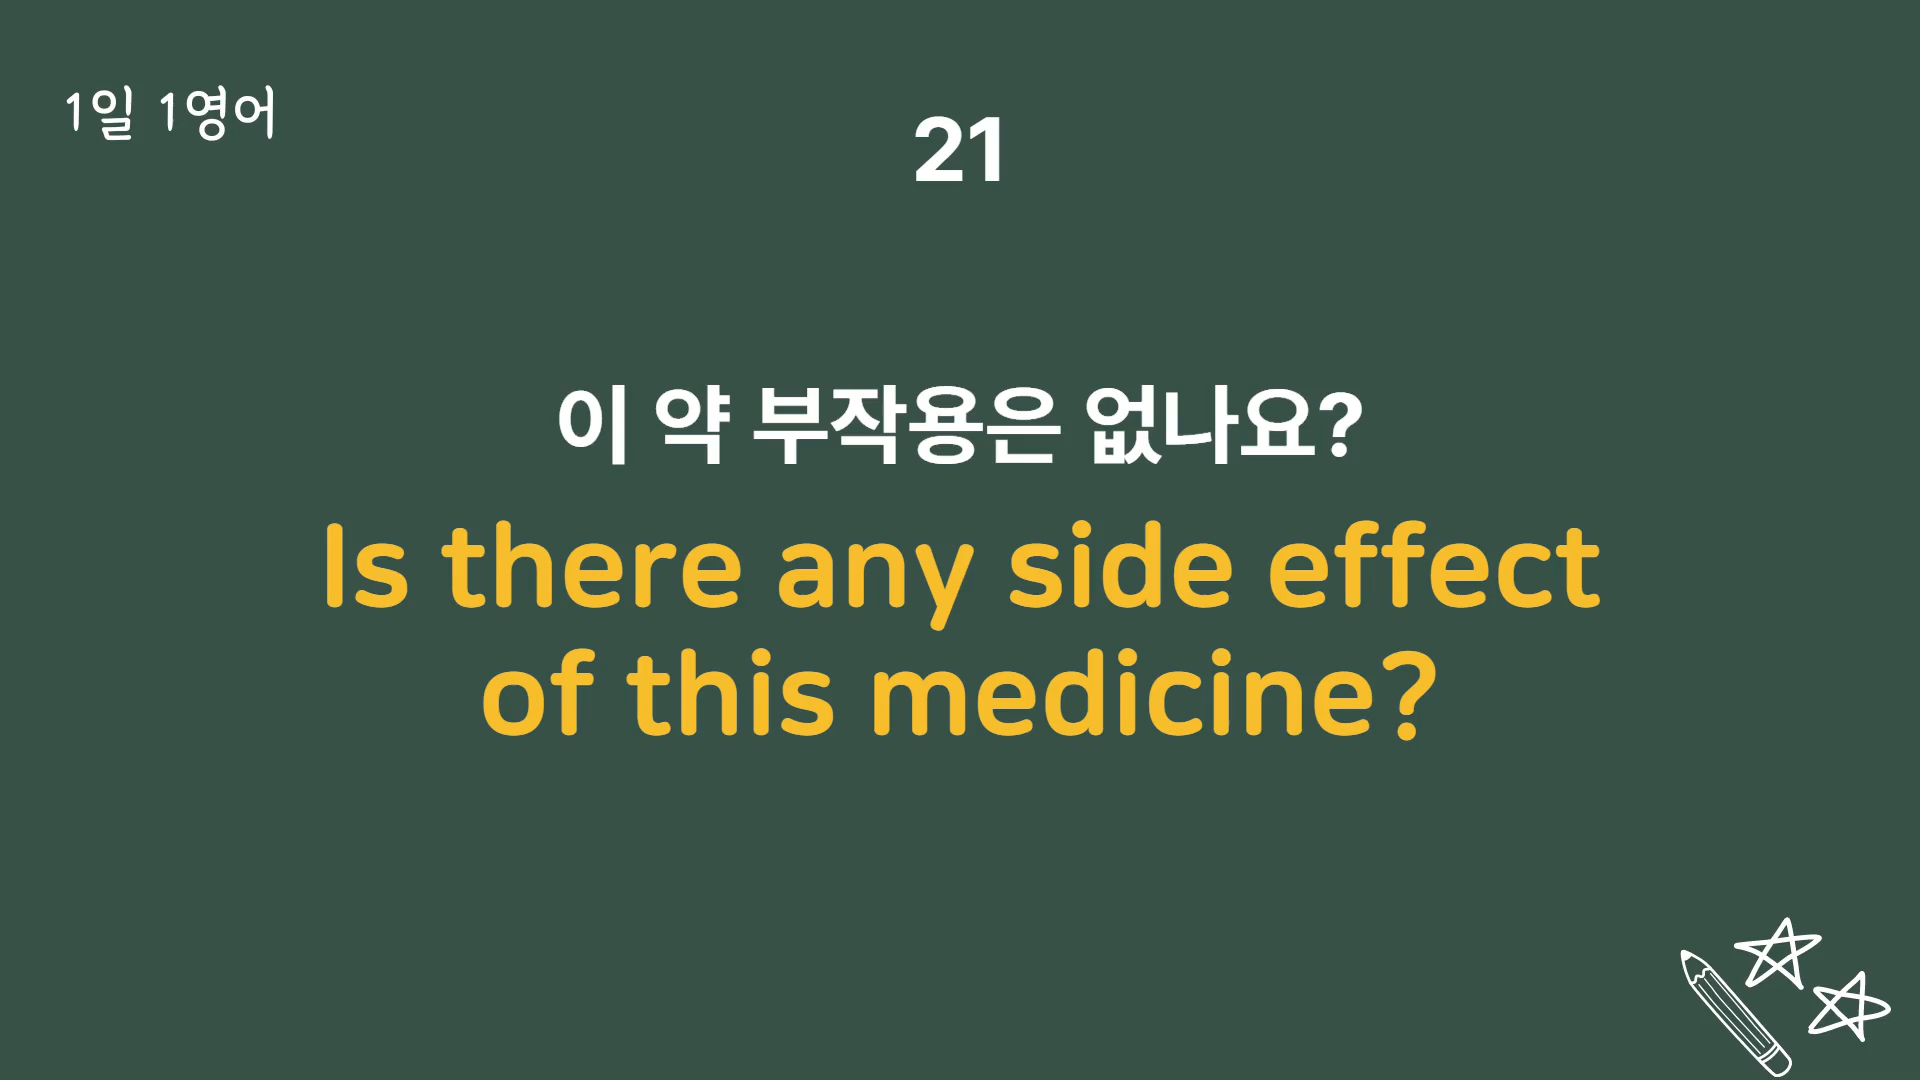 1일 1영어
21
이 약 부작용은 없나요?
Is there any side effect
of this medicine?